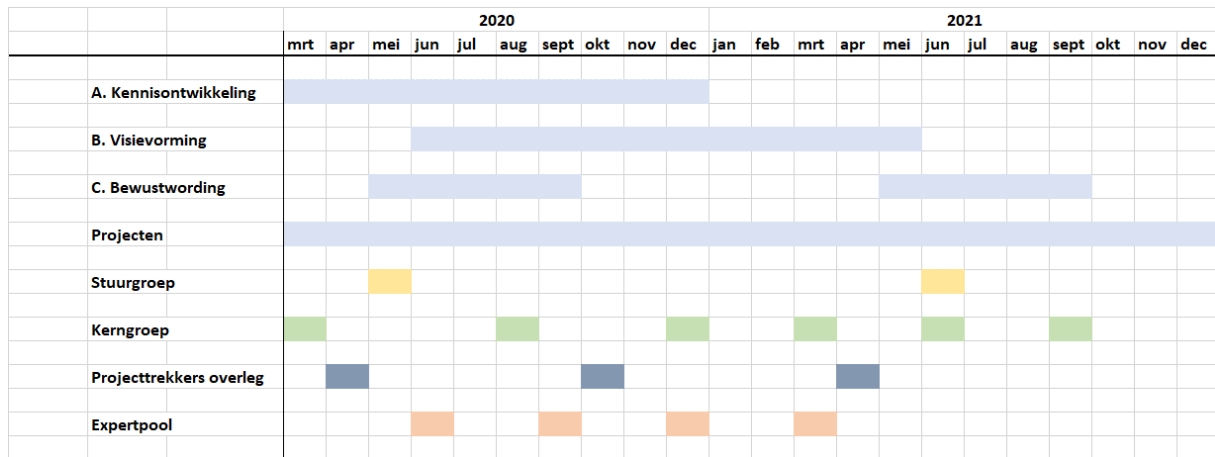 2020 2021
mrt apr mei jun jul aug sept okt nov dec jan feb mrt apr mei jun jul aug sept okt nov dec
A. Kennisontwikkeling
B. Visievorming
C. Bewustwording
Projecten
Stuurgroep
Kerngroep
Projecttrekkers overleg
Expertpool